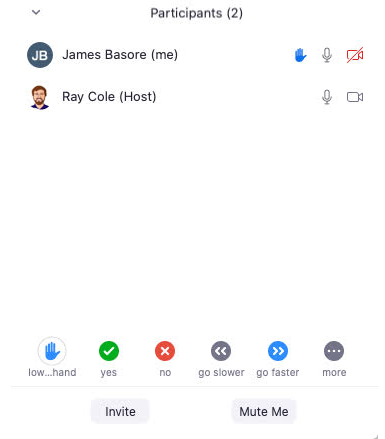 Participants (2)
JB James Basore (me)
Ray Cole (Host)
low...hand yes no go slower go faster more
Invite Mute Me